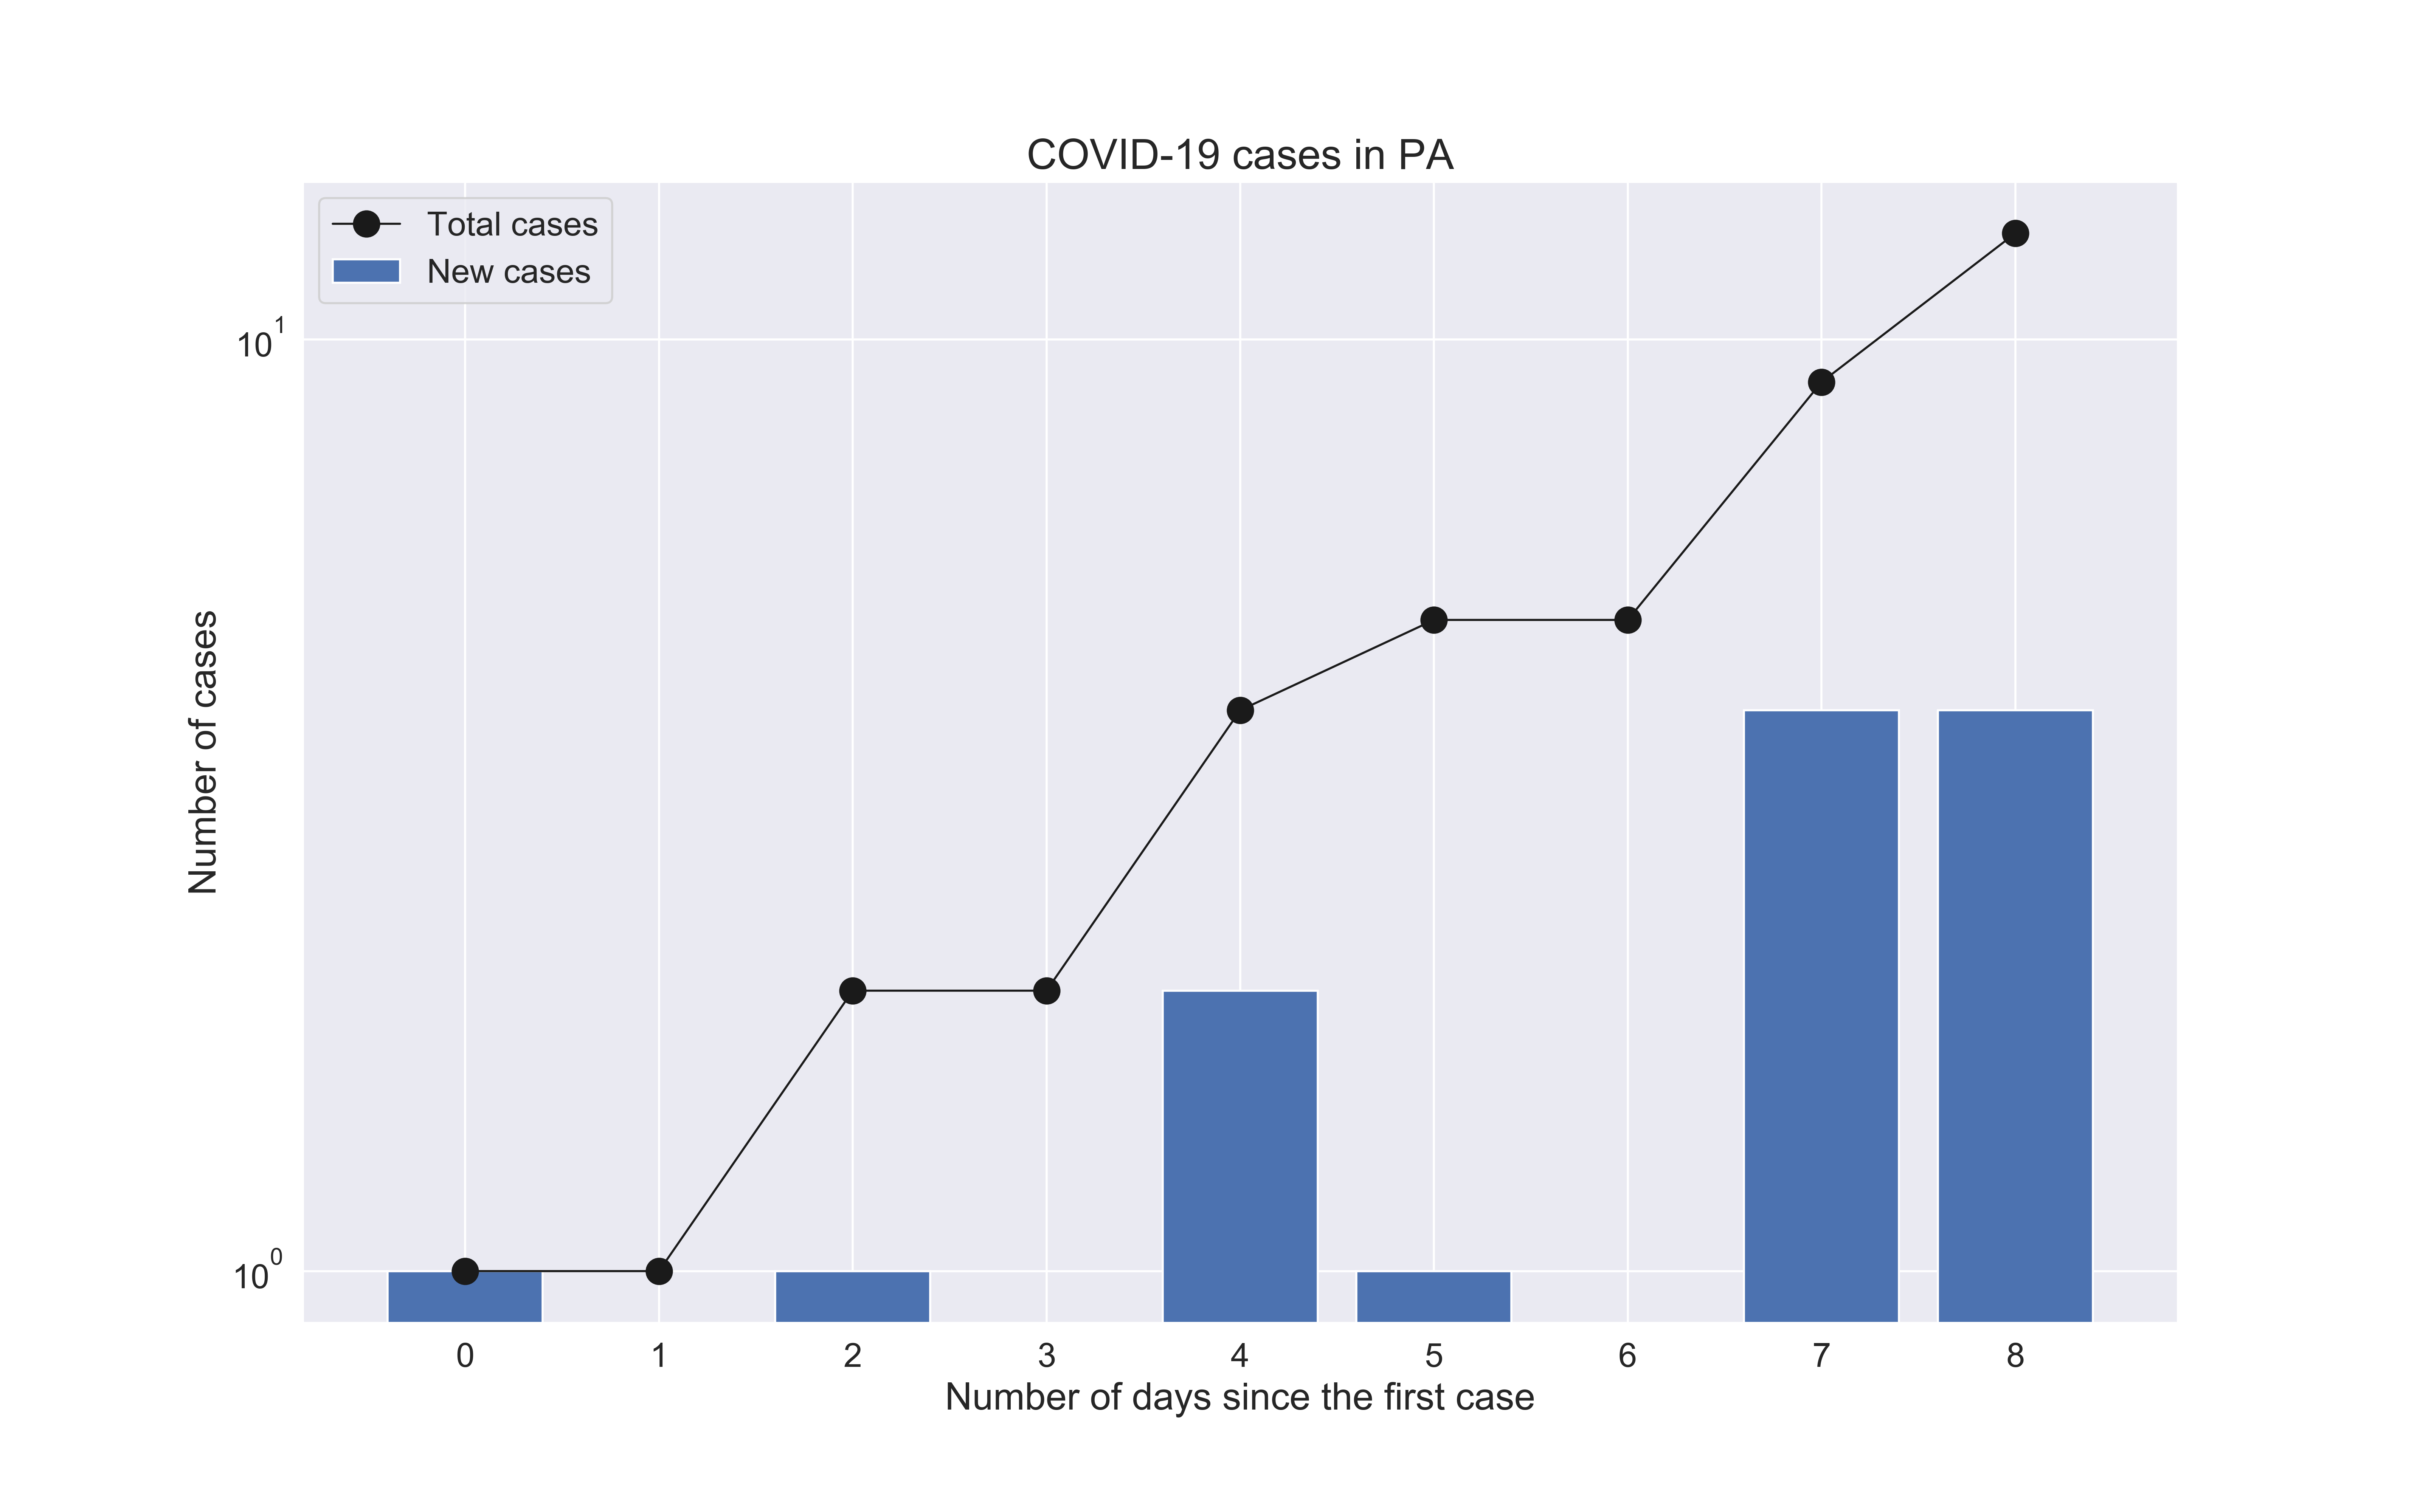 COVID-19 cases in PA
Total cases
New cases
10^1
10^0
Number of cases
0 1 2 3 4 5 6 7 8
Number of days since the first case